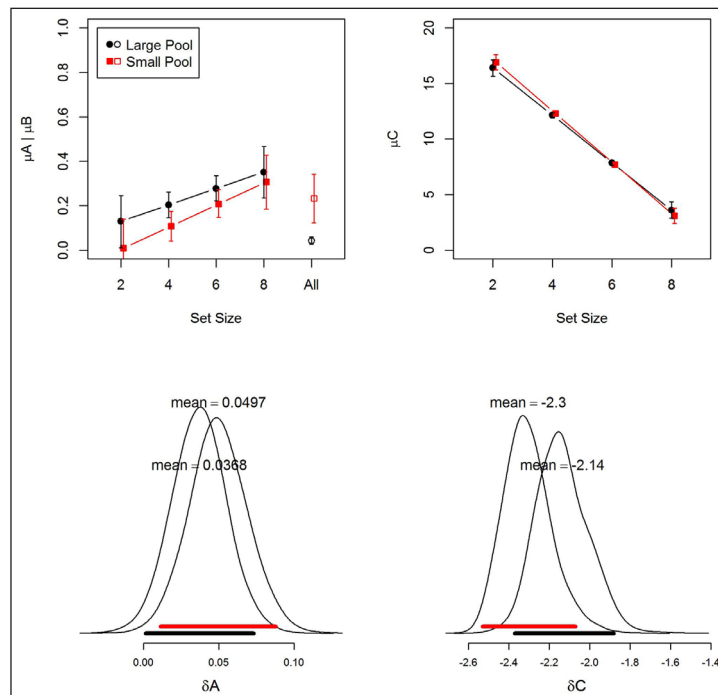 Large Pool
Small Pool
μA | μB
0.0 0.2 0.4 0.6 0.8 1.0
2 4 6 8 All
Set Size
μC
0 5 10 15 20
2 4 6 8
Set Size
mean = 0.0497
mean = 0.0368
0.00 0.05 0.10
δA
mean = -2.3
mean = -2.14
-2.6 -2.4 -2.2 -2.0 -1.8 -1.6 -1.4
δC